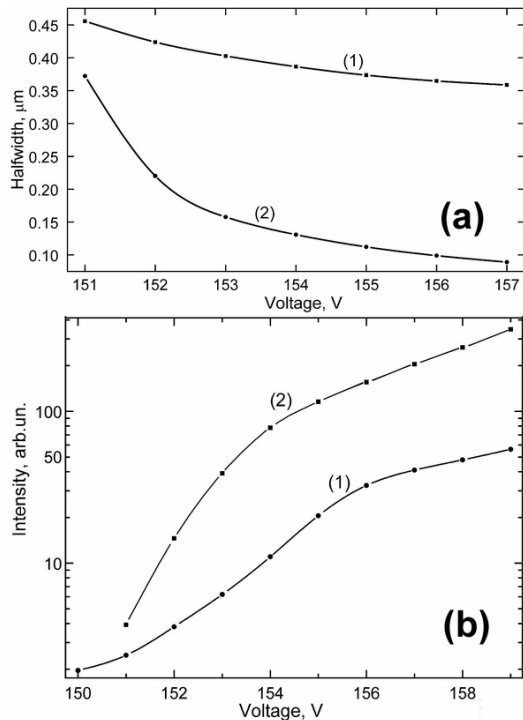 0.45
0.40
0.35
0.30
0.25
0.20
0.15
0.10
Halfwidth, μm
(1)
(2)
(a)
151 152 153 154 155 156 157
Voltage, V
100
50
10
Intensity, arb.un.
(2)
(1)
(b)
150 152 154 156 158
Voltage, V